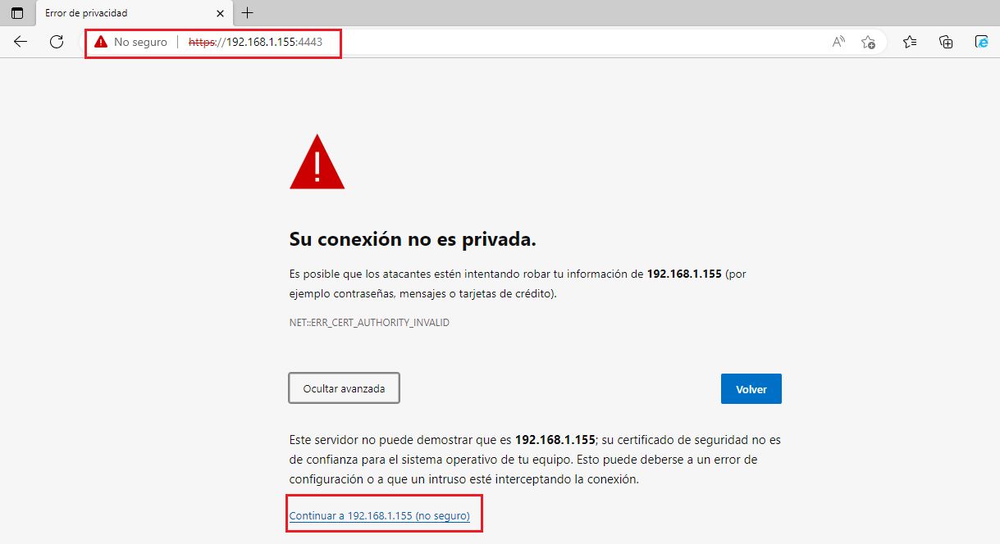 Error de privacidad
No seguro | https://192.168.1.155:4443
Su conexión no es privada.
Es posible que los atacantes estén intentando robar tu información de 192.168.1.155 (por
ejemplo contraseñas, mensajes o tarjetas de crédito).
NET::ERR_CERT_AUTHORITY_INVALID
Ocultar avanzada
Volver
Este servidor no puede demostrar que es 192.168.1.155; su certificado de seguridad no es
de confianza para el sistema operativo de tu equipo. Esto puede deberse a un error de
configuración o a que un intruso esté interceptando la conexión.
Continuar a 192.168.1.155 (no seguro)